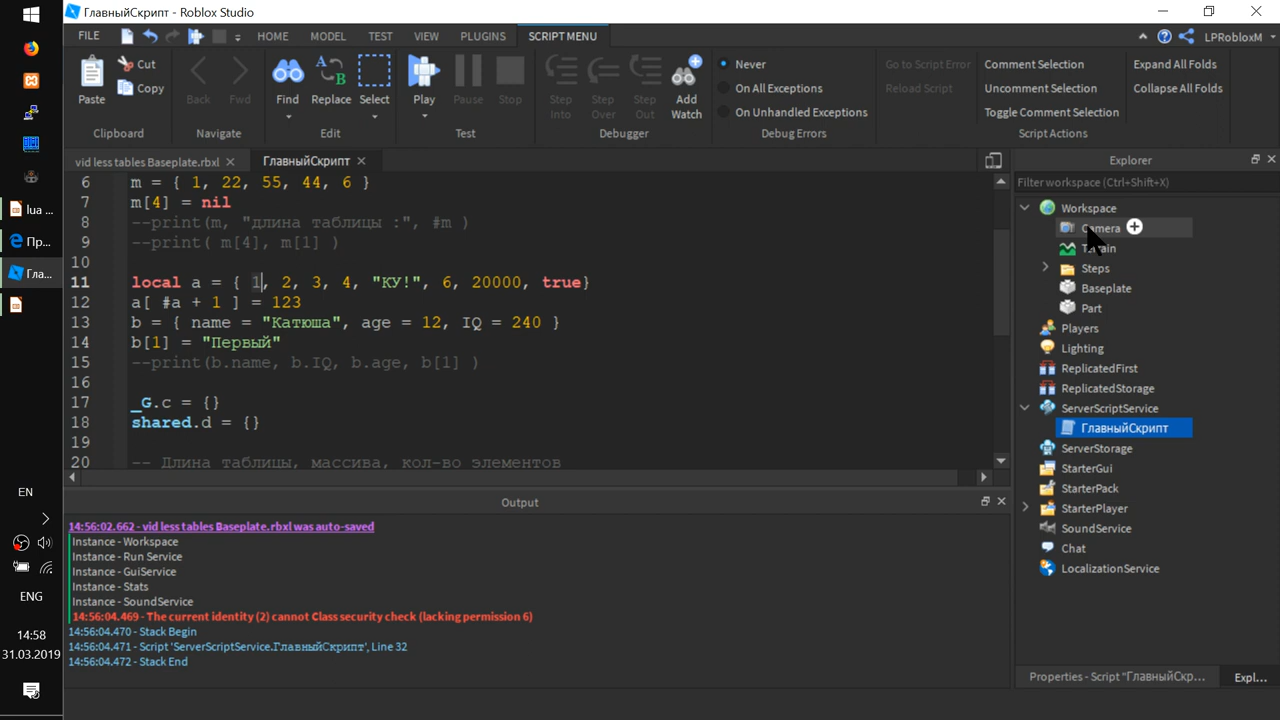 ГлавныйСкрипт - Roblox Studio
FILE HOME MODEL TEST VIEW PLUGINS SCRIPT MENU LPRobloxM
Paste Cut Copy
Clipboard
Back Fwd
Navigate
Find Replace Select
Edit
Play Pause Stop
Test
Step Into Step Over Step Out Add Watch
Debugger
Never
On All Exceptions
On Unhandled Exceptions
Debug Errors
Go to Script Error
Reload Script
Comment Selection
Uncomment Selection
Toggle Comment Selection
Expand All Folds
Collapse All Folds
Script Actions
vid less tables Baseplate.rbxl ГлавныйСкрипт
6 m = { 1, 22, 55, 44, 6 }
7 m[4] = nil
8 --print(m, "длина таблицы :", #m )
9 --print( m[4], m[1] )
10
11 local a = { 1, 2, 3, 4, "КУ!", 6, 20000, true}
12 a[ #a + 1 ] = 123
13 b = { name = "Катюша", age = 12, IQ = 240 }
14 b[1] = "Первый"
15 --print(b.name, b.IQ, b.age, b[1] )
16
17 _G.c = {}
18 shared.d = {}
19
20 -- Длина таблицы, массива, кол-во элементов
Output
14:56:02.662 - vid less tables Baseplate.rbxl was auto-saved
Instance - Workspace
Instance - Run Service
Instance - GuiService
Instance - Stats
Instance - SoundService
14:56:04.469 - The current identity (2) cannot Class security check (lacking permission 6)
14:56:04.470 - Stack Begin
14:56:04.471 - Script 'ServerScriptService.ГлавныйСкрипт', Line 32
14:56:04.472 - Stack End
Explorer
Filter workspace (Ctrl+Shift+X)
Workspace
Camera
Terrain
Steps
Baseplate
Part
Players
Lighting
ReplicatedFirst
ReplicatedStorage
ServerScriptService
ГлавныйСкрипт
ServerStorage
StarterGui
StarterPack
StarterPlayer
SoundService
Chat
LocalizationService
Properties - Script "ГлавныйСкр... Expl...
lua ...
Пр...
Гла...
EN
ENG
14:58
31.03.2019